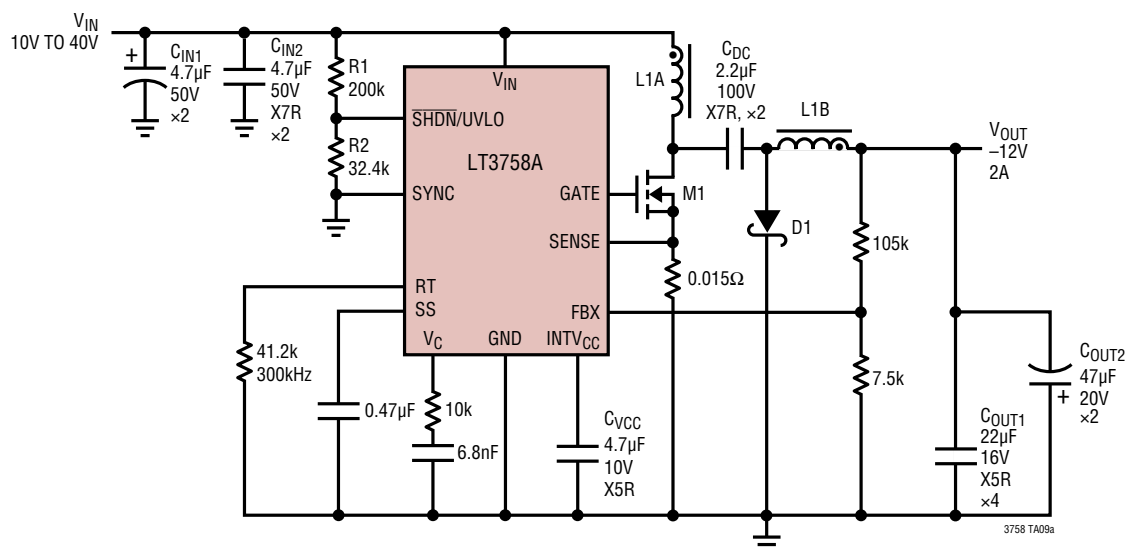 VIN
10V TO 40V
+
CIN1
4.7µF
50V
×2
CIN2
4.7µF
50V
X7R
×2
R1
200k
R2
32.4k
VIN
SHDN/UVLO
LT3758A
SYNC
GATE
SENSE
RT
SS
FBX
VC
GND
INTVCC
L1A
CDC
2.2µF
100V
X7R, ×2
L1B
VOUT
–12V
2A
M1
D1
105k
0.015Ω
7.5k
41.2k
300kHz
0.47µF
10k
6.8nF
CVCC
4.7µF
10V
X5R
COUT1
22µF
16V
X5R
×4
COUT2
47µF
20V
×2
+
3758 TA09a